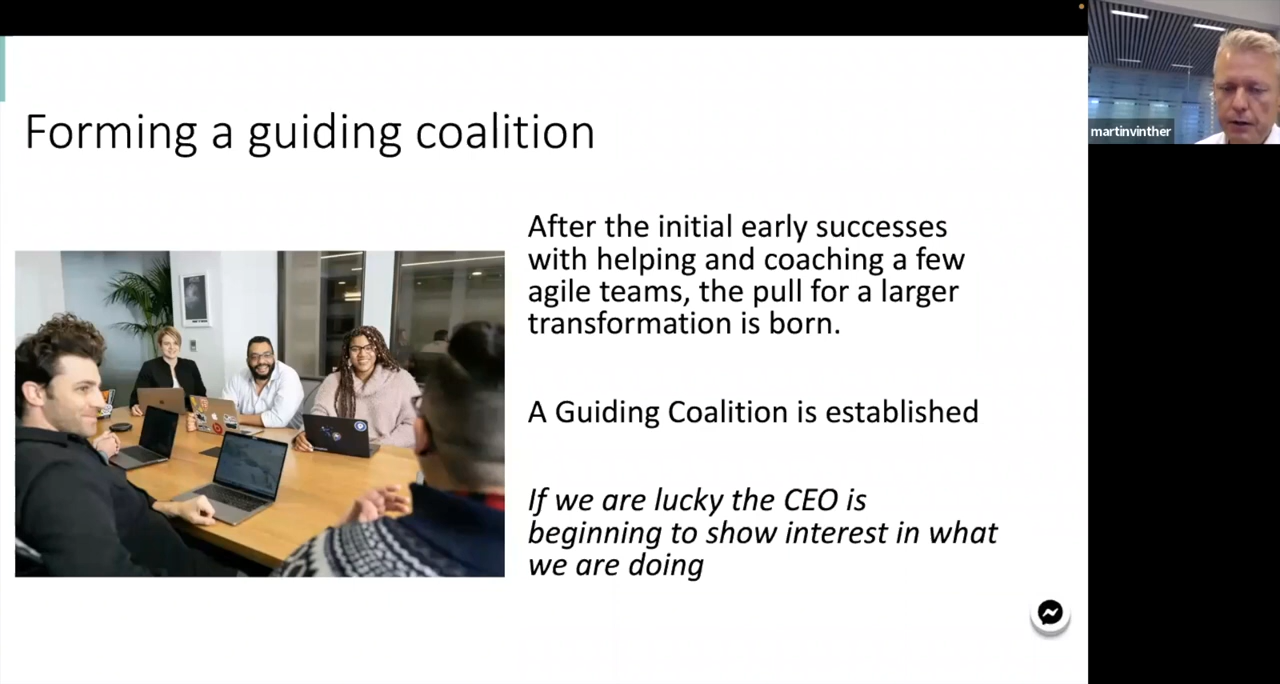 Forming a guiding coalition
After the initial early successes
with helping and coaching a few
agile teams, the pull for a larger
transformation is born.
A Guiding Coalition is established
If we are lucky the CEO is
beginning to show interest in what
we are doing
martinvinther